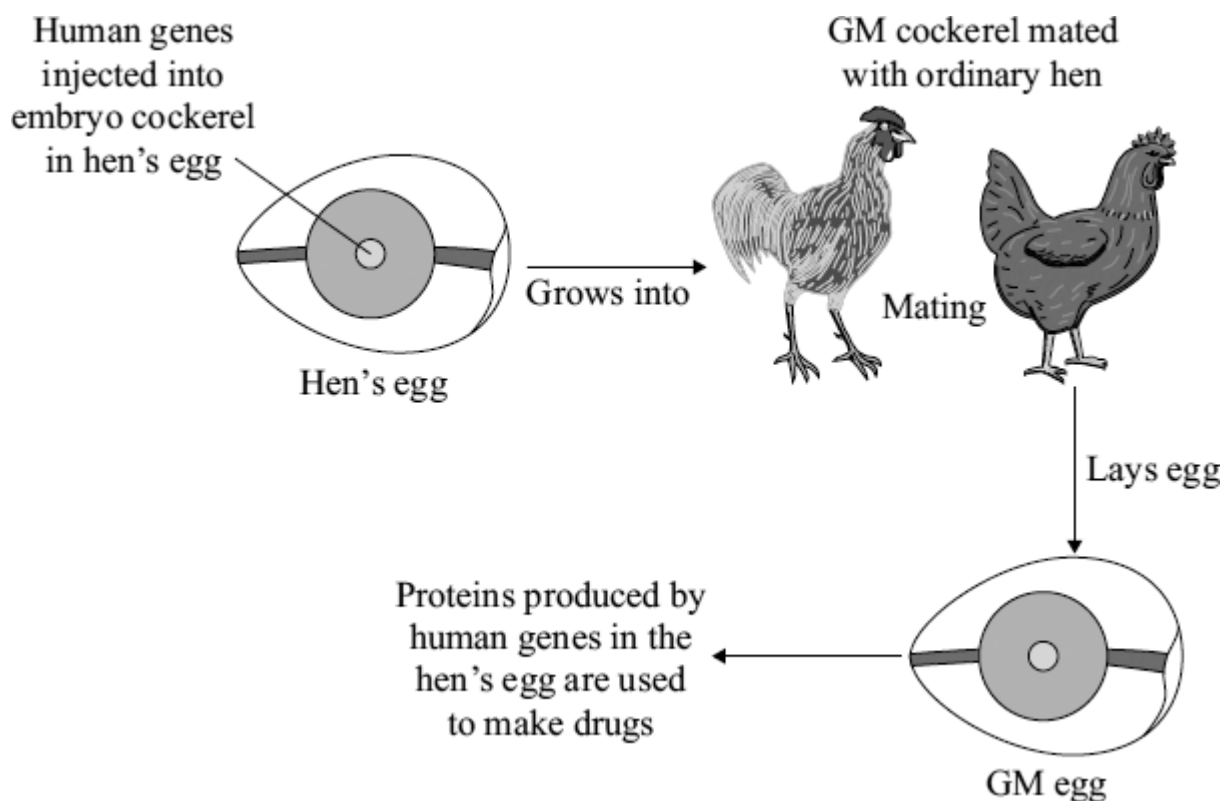 Human genes
injected into
embryo cockerel
in hen’s egg
Hen’s egg
Grows into
GM cockerel mated
with ordinary hen
Mating
Lays egg
GM egg
Proteins produced by
human genes in the
hen’s egg are used
to make drugs